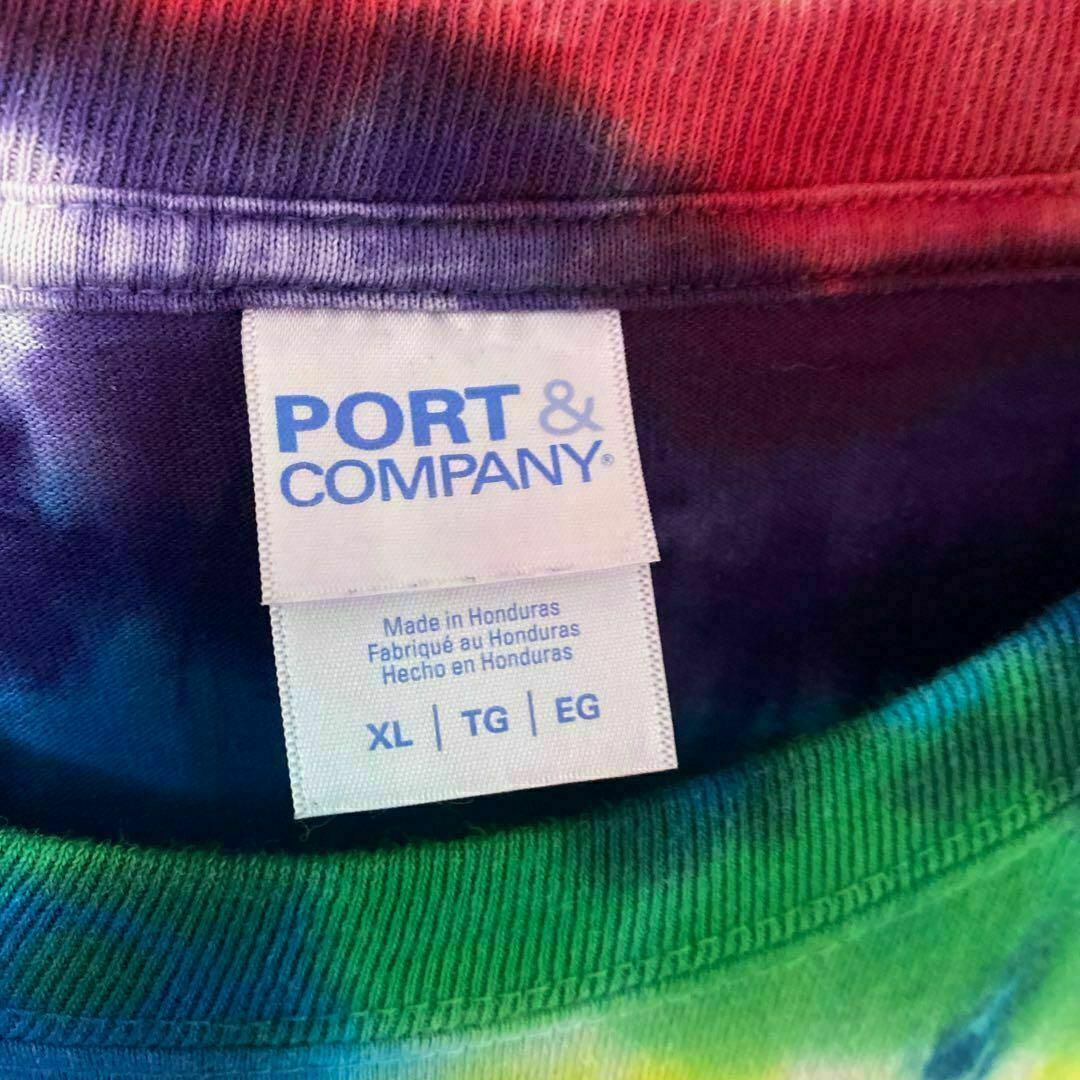 PORT &
COMPANY®
Made in Honduras
Fabriqué au Honduras
Hecho en Honduras
XL | TG | EG